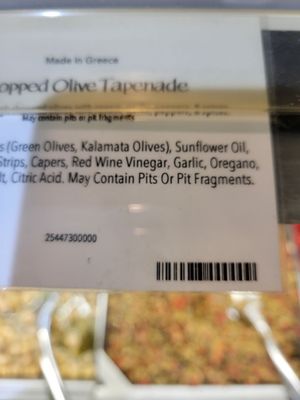 Made In Greece
opped Olive Tapenade
May contain pits or pit fragments
s (Green Olives, Kalamata Olives), Sunflower Oil,
Strips, Capers, Red Wine Vinegar, Garlic, Oregano,
lt, Citric Acid. May Contain Pits Or Pit Fragments.
25447300000